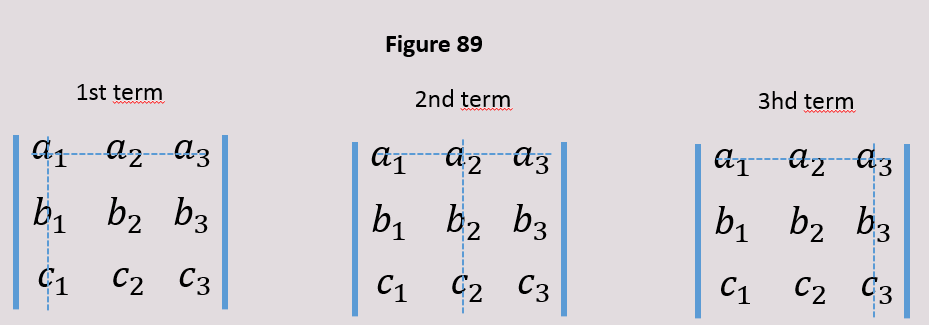 Figure 89
1st term
2nd term
3hd term
a₁ a₂ a₃
b₁ b₂ b₃
c₁ c₂ c₃
a₁ a₂ a₃
b₁ b₂ b₃
c₁ c₂ c₃
a₁ a₂ a₃
b₁ b₂ b₃
c₁ c₂ c₃